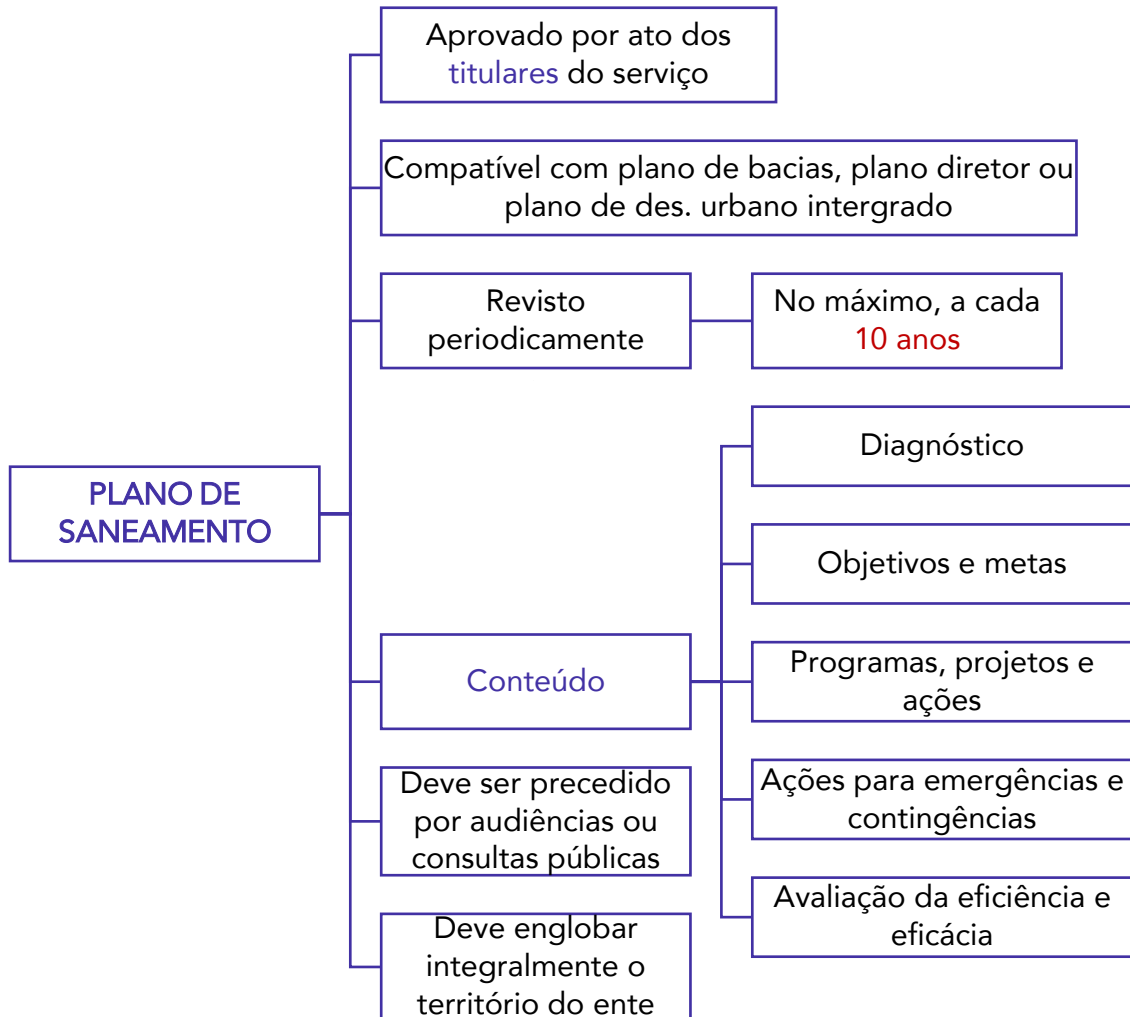 Aprovado por ato dos
titulares do serviço
Compatível com plano de bacias, plano diretor ou
plano de des. urbano intergrado
Revisto
periodicamente
No máximo, a cada
10 anos
PLANO DE
SANEAMENTO
Conteúdo
Diagnóstico
Objetivos e metas
Programas, projetos e
ações
Ações para emergências e
contingências
Avaliação da eficiência e
eficácia
Deve ser precedido
por audiências ou
consultas públicas
Deve englobar
integralmente o
território do ente